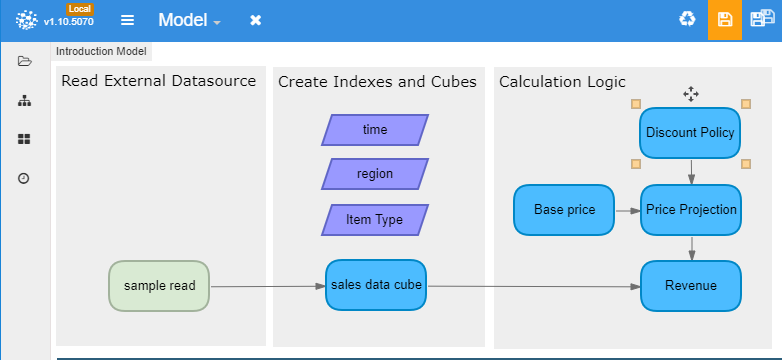 Local
v1.10.5070
Model
Introduction Model
Read External Datasource
Create Indexes and Cubes
Calculation Logic
time
region
Item Type
Discount Policy
Base price
Price Projection
sample read
sales data cube
Revenue